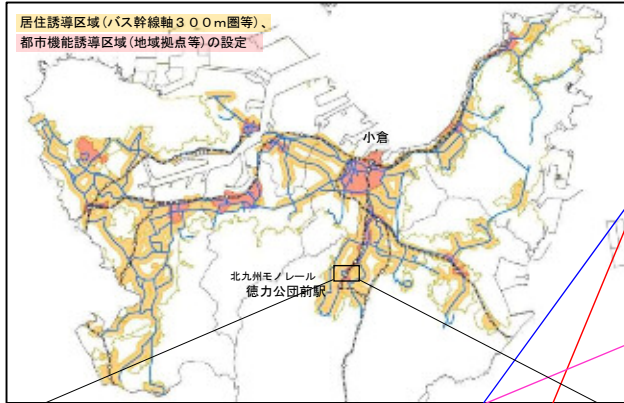 居住誘導区域(バス幹線軸300m圏等)、
都市機能誘導区域(地域拠点等)の設定
小倉
北九州モノレール
徳力公団前駅